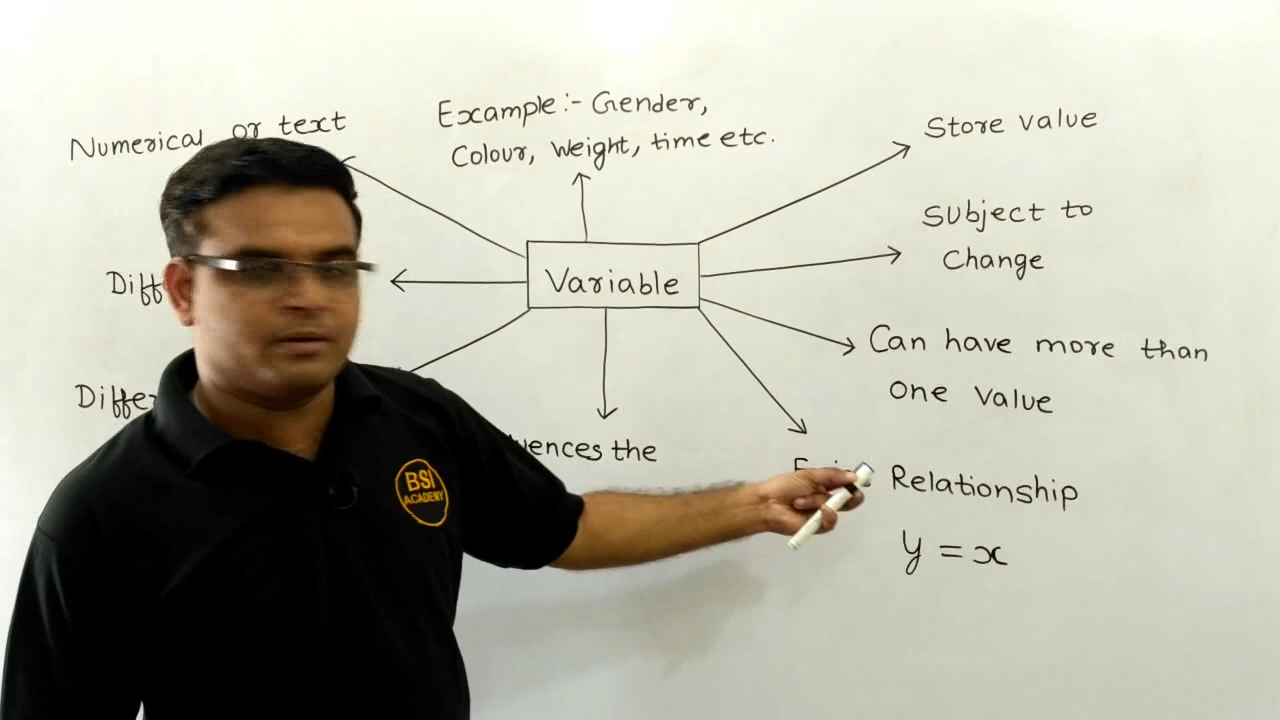 Numerical or text
Example:- Gender,
Colour, weight, time etc.
Store value
Subject to
Change
Variable
Can have more than
one value
the
Relationship
y = x
BSI
ACADEMY